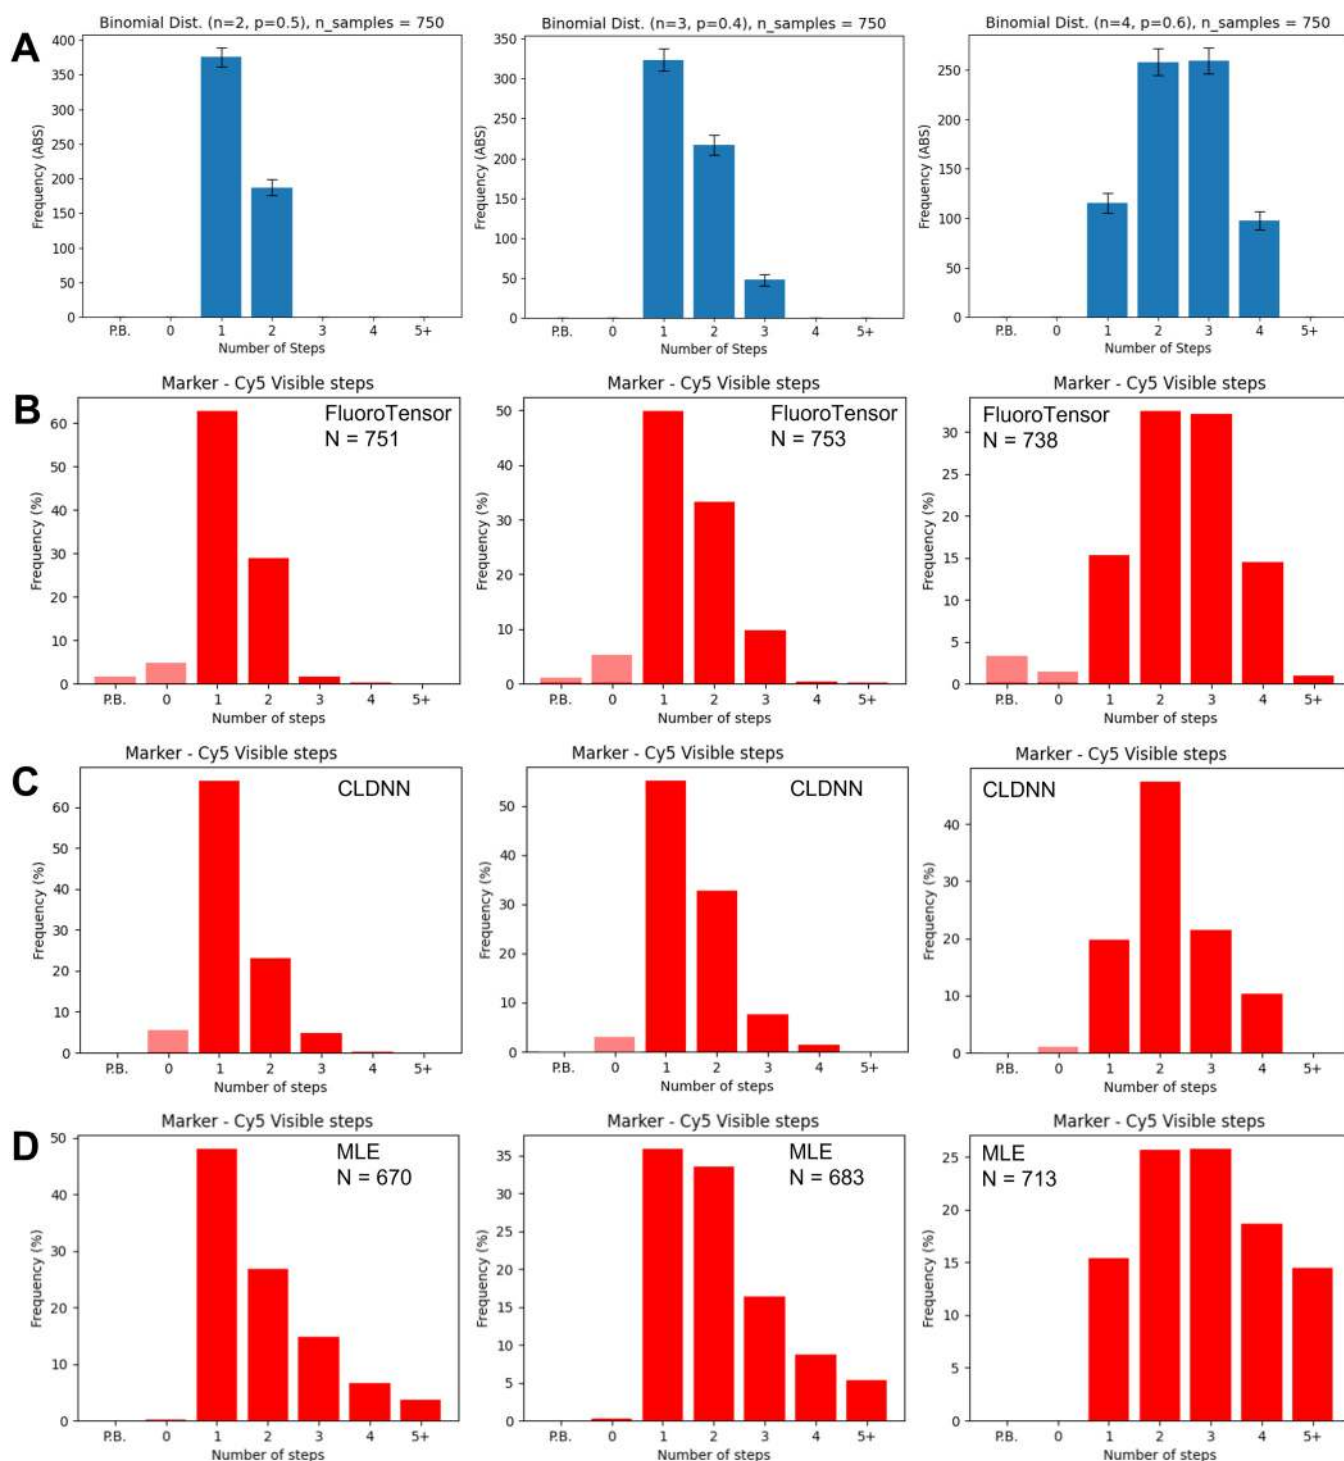 A
Binomial Dist. (n=2, p=0.5), n_samples = 750
Frequency (ABS)
400
350
300
250
200
150
100
50
0
P.B. 0 1 2 3 4 5+
Number of Steps
Binomial Dist. (n=3, p=0.4), n_samples = 750
Frequency (ABS)
350
300
250
200
150
100
50
0
P.B. 0 1 2 3 4 5+
Number of Steps
Binomial Dist. (n=4, p=0.6), n_samples = 750
Frequency (ABS)
250
200
150
100
50
0
P.B. 0 1 2 3 4 5+
Number of Steps
B
Marker - Cy5 Visible steps
FluoroTensor
N = 751
Frequency (%)
60
50
40
30
20
10
0
P.B. 0 1 2 3 4 5+
Number of steps
Marker - Cy5 Visible steps
FluoroTensor
N = 753
Frequency (%)
50
40
30
20
10
0
P.B. 0 1 2 3 4 5+
Number of steps
Marker - Cy5 Visible steps
FluoroTensor
N = 738
Frequency (%)
30
25
20
15
10
5
0
P.B. 0 1 2 3 4 5+
Number of steps
C
Marker - Cy5 Visible steps
CLDNN
Frequency (%)
60
50
40
30
20
10
0
P.B. 0 1 2 3 4 5+
Number of steps
Marker - Cy5 Visible steps
CLDNN
Frequency (%)
50
40
30
20
10
0
P.B. 0 1 2 3 4 5+
Number of steps
Marker - Cy5 Visible steps
CLDNN
Frequency (%)
40
30
20
10
0
P.B. 0 1 2 3 4 5+
Number of steps
D
Marker - Cy5 Visible steps
MLE
N = 670
Frequency (%)
50
40
30
20
10
0
P.B. 0 1 2 3 4 5+
Number of steps
Marker - Cy5 Visible steps
MLE
N = 683
Frequency (%)
35
30
25
20
15
10
5
0
P.B. 0 1 2 3 4 5+
Number of steps
Marker - Cy5 Visible steps
MLE
N = 713
Frequency (%)
25
20
15
10
5
0
P.B. 0 1 2 3 4 5+
Number of steps